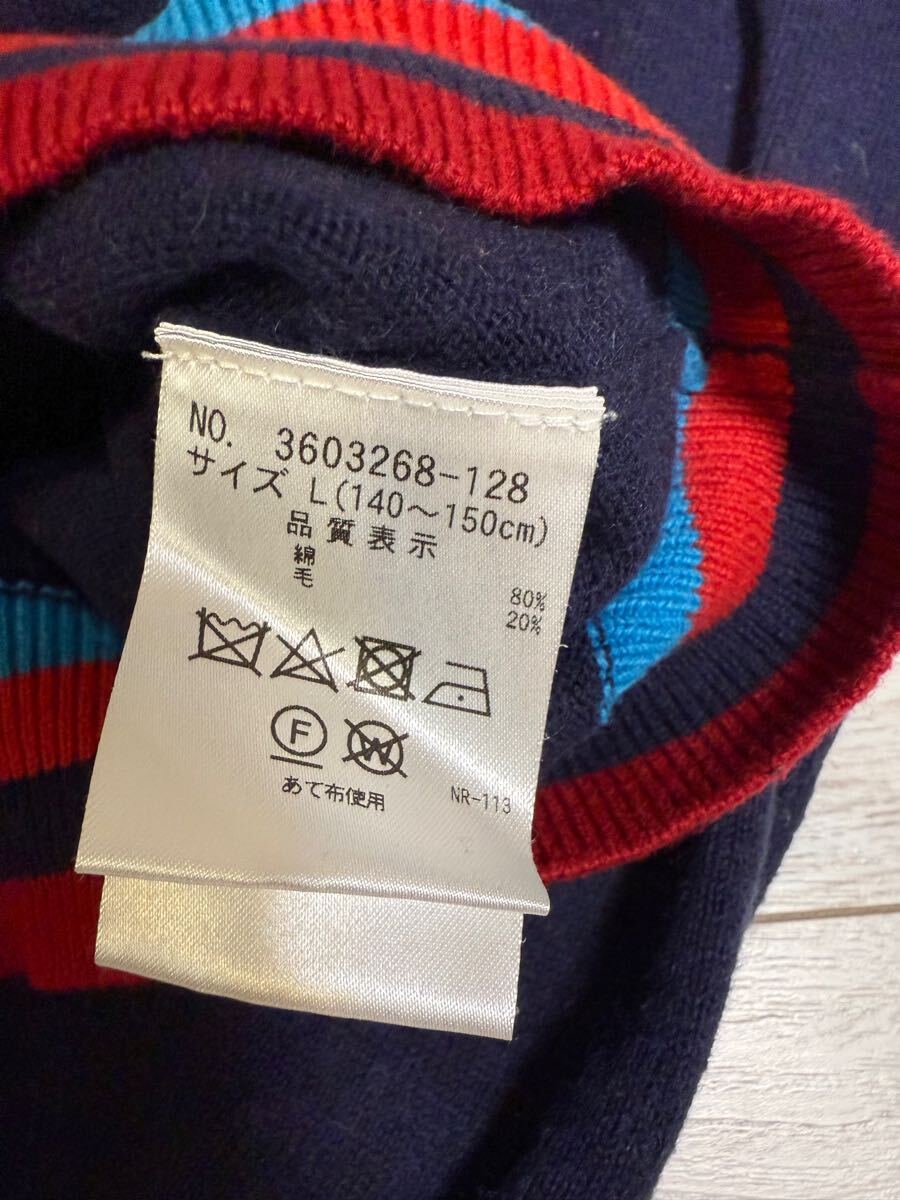 NO. 3603268-128
サイズ L(140～150cm)
品質表示
綿 80%
毛 20%
F W
あて布使用 NR-113